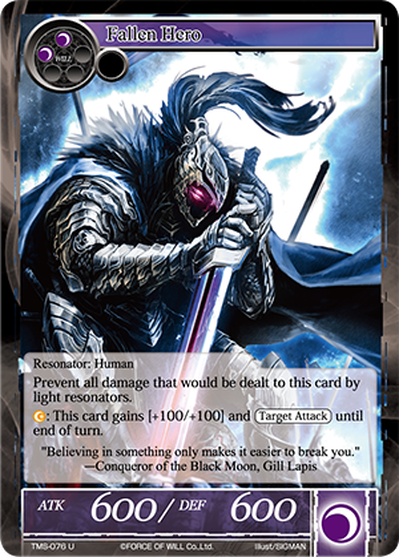 Fallen Hero
WILL
Resonator: Human
Prevent all damage that would be dealt to this card by
light resonators.
: This card gains [+100/+100] and Target Attack until
end of turn.
"Believing in something only makes it easier to break you."
—Conqueror of the Black Moon, Gill Lapis
ATK 600 / DEF 600
TMS-076 U ©FORCE OF WILL Co.,Ltd. Illust/SIGMAN